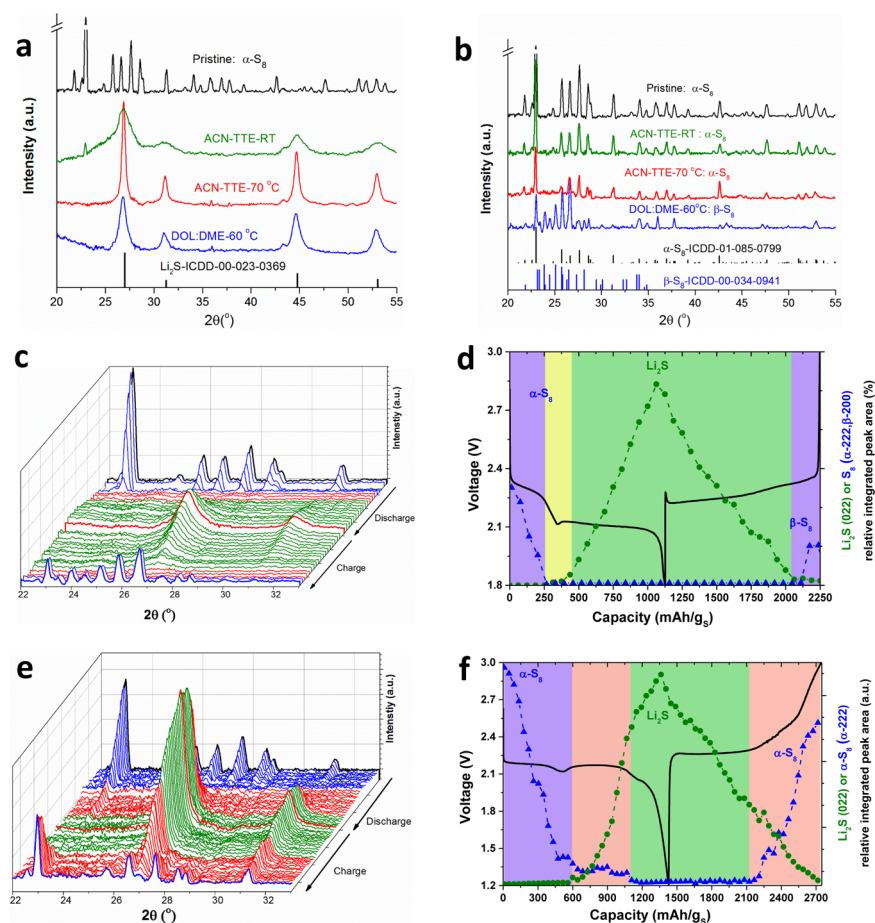 a
Intensity (a.u.)
Pristine: α-S8
ACN-TTE-RT
ACN-TTE-70 °C
DOL:DME-60 °C
Li2S-ICDD-00-023-0369
20 25 30 35 40 45 50 55
2θ(°)
b
Intensity (a.u.)
Pristine: α-S8
ACN-TTE-RT : α-S8
ACN-TTE-70 °C: α-S8
DOL:DME-60°C: β-S8
α-S8-ICDD-01-085-0799
β-S8-ICDD-00-034-0941
20 25 30 35 40 45 50 55
2θ(°)
c
Intenstiy (a.u.)
Discharge
Charge
22 24 26 28 30 32
2θ (°)
d
Voltage (V)
3.0
2.7
2.4
2.1
1.8
α-S8
Li2S
β-S8
0 250 500 750 1000 1250 1500 1750 2000 2250
Capacity (mAh/gS)
Li2S (022) or S8 (α-222,β-200)
relative integrated peak area (%)
e
Intenstiy (a.u.)
Discharge
Charge
22 24 26 28 30 32
2θ (°)
f
Voltage (V)
3.0
2.7
2.4
2.1
1.8
1.5
1.2
α-S8
Li2S
α-S8
0 300 600 900 1200 1500 1800 2100 2400 2700
Capacity (mAh/gS)
Li2S (022) or α-S8 (α-222)
relative integrated peak area (a.u.)